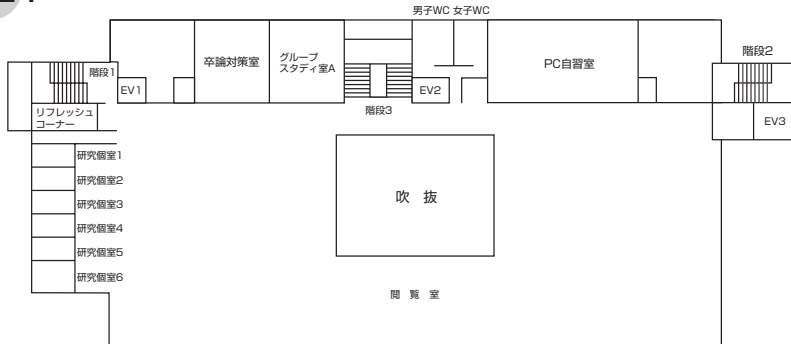 男子WC 女子WC
階段1
卒論対策室
グループ
スタディ室A
PC自習室
階段2
EV1
EV2
階段3
リフレッシュ
コーナー
EV3
研究個室1
研究個室2
研究個室3
研究個室4
研究個室5
研究個室6
吹 抜
閲 覧 室